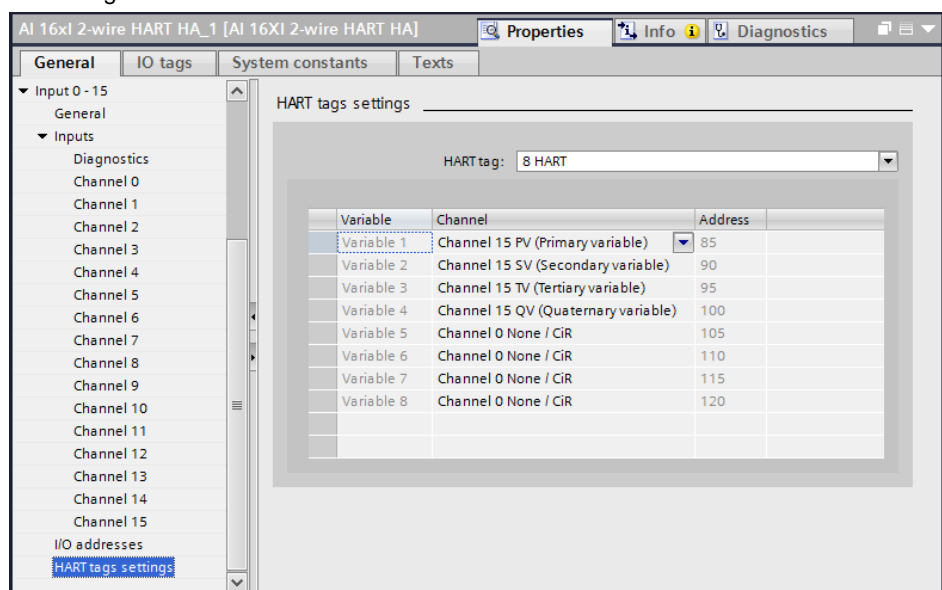 AI 16xI 2-wire HART HA_1 [AI 16XI 2-wire HART HA]
Properties
Info
Diagnostics
General
IO tags
System constants
Texts
Input 0 - 15
General
Inputs
Diagnostics
Channel 0
Channel 1
Channel 2
Channel 3
Channel 4
Channel 5
Channel 6
Channel 7
Channel 8
Channel 9
Channel 10
Channel 11
Channel 12
Channel 13
Channel 14
Channel 15
I/O addresses
HART tags settings
HART tags settings
HART tag: 8 HART
Variable Channel Address
Variable 1 Channel 15 PV (Primary variable) 85
Variable 2 Channel 15 SV (Secondary variable) 90
Variable 3 Channel 15 TV (Tertiary variable) 95
Variable 4 Channel 15 QV (Quaternary variable) 100
Variable 5 Channel 0 None / CiR 105
Variable 6 Channel 0 None / CiR 110
Variable 7 Channel 0 None / CiR 115
Variable 8 Channel 0 None / CiR 120